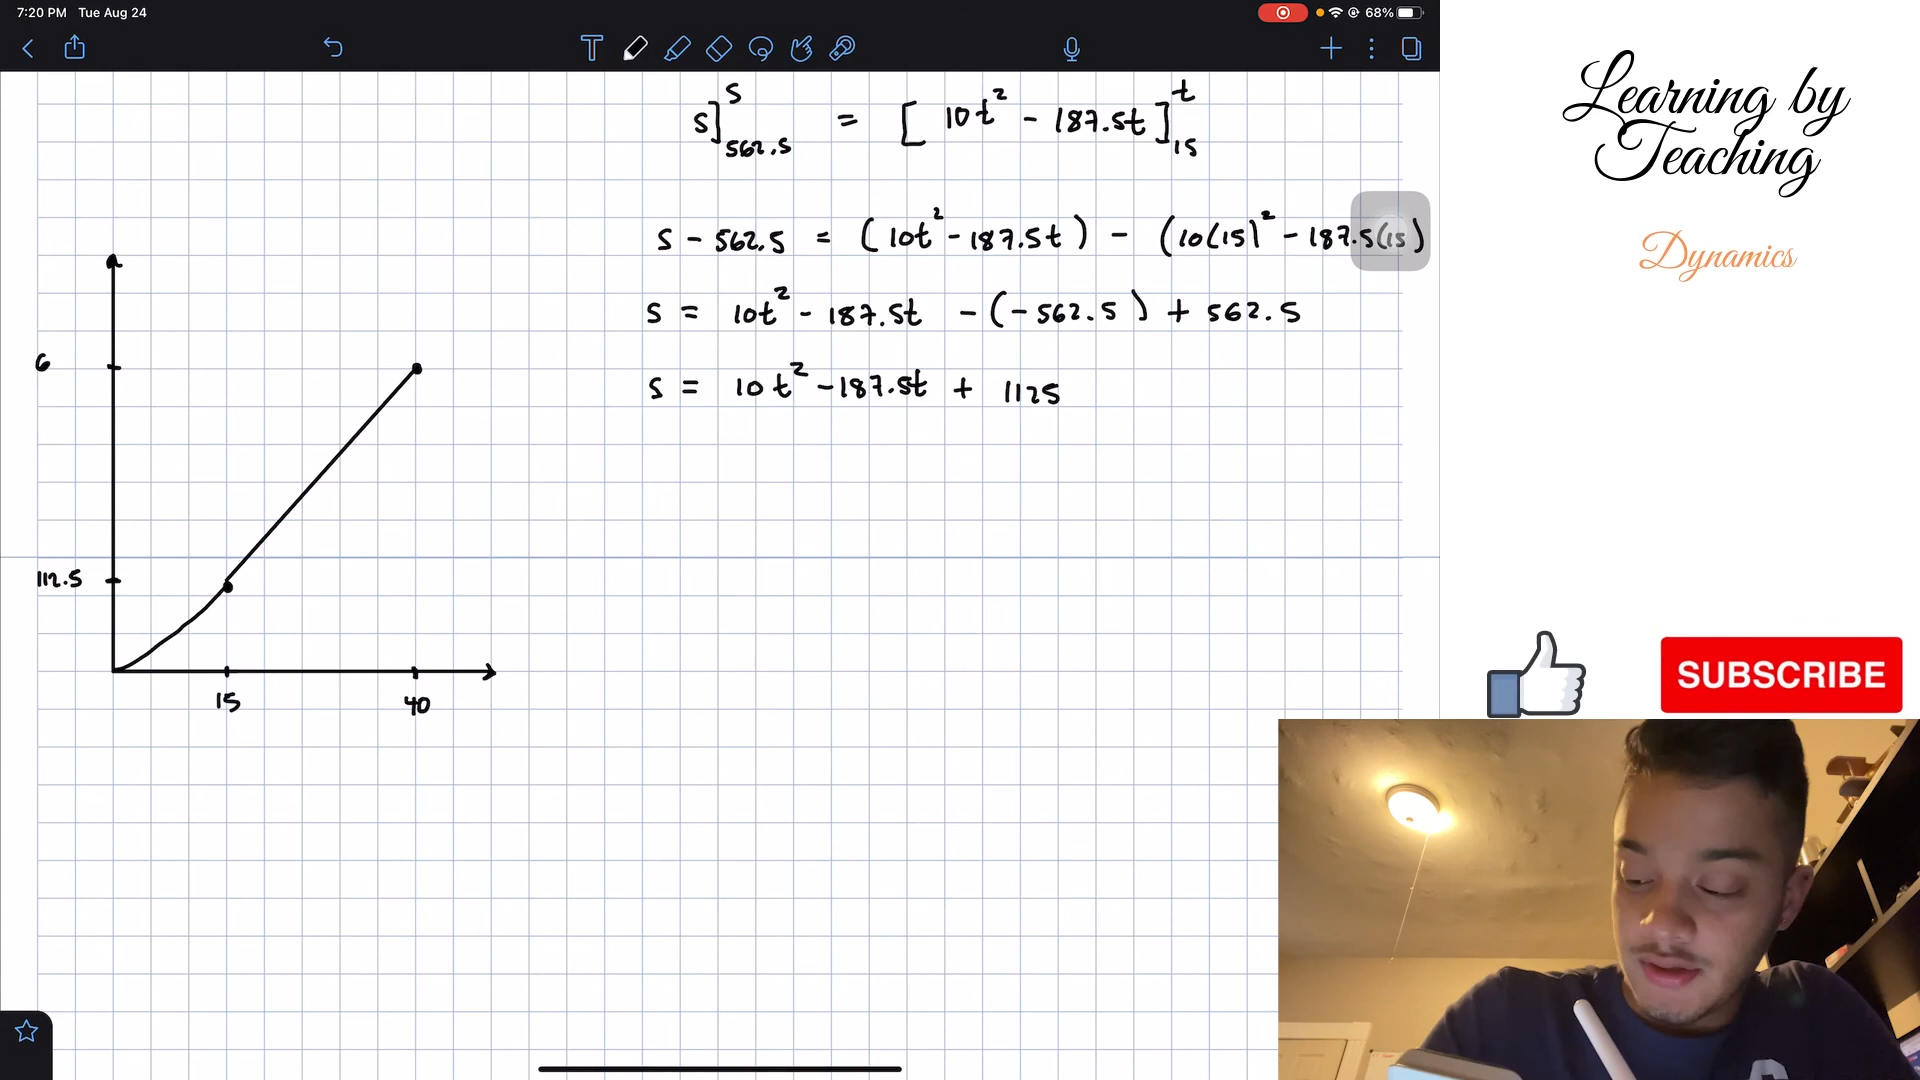 7:20 PM Tue Aug 24
68%
s]ˢ₅₆₂.₅ = [10t² - 187.5t]ᵗ₁₅
s - 562.5 = (10t² - 187.5t) - (10(15)² - 187.5(15)
s = 10t² - 187.5t - (-562.5) + 562.5
s = 10t² - 187.5t + 1125
6
112.5
15
40
Learning by
Teaching
Dynamics
SUBSCRIBE